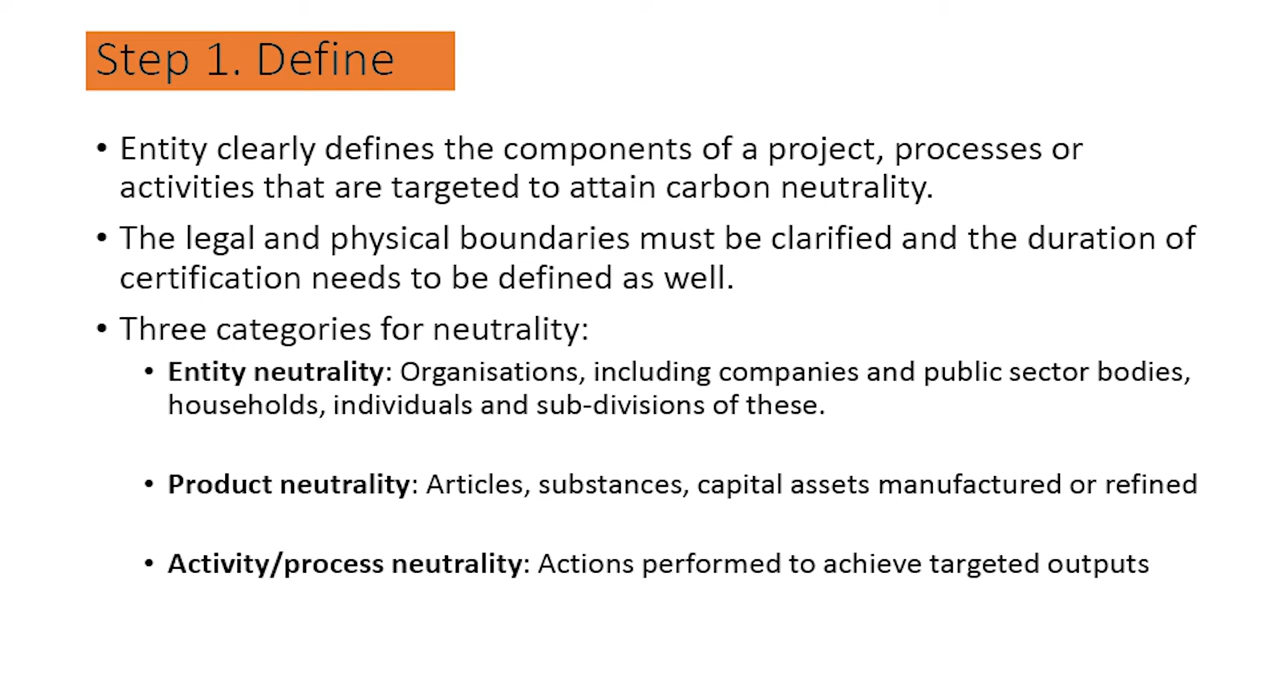 Step 1. Define
• Entity clearly defines the components of a project, processes or
activities that are targeted to attain carbon neutrality.
• The legal and physical boundaries must be clarified and the duration of
certification needs to be defined as well.
• Three categories for neutrality:
• Entity neutrality: Organisations, including companies and public sector bodies,
households, individuals and sub-divisions of these.
• Product neutrality: Articles, substances, capital assets manufactured or refined
• Activity/process neutrality: Actions performed to achieve targeted outputs